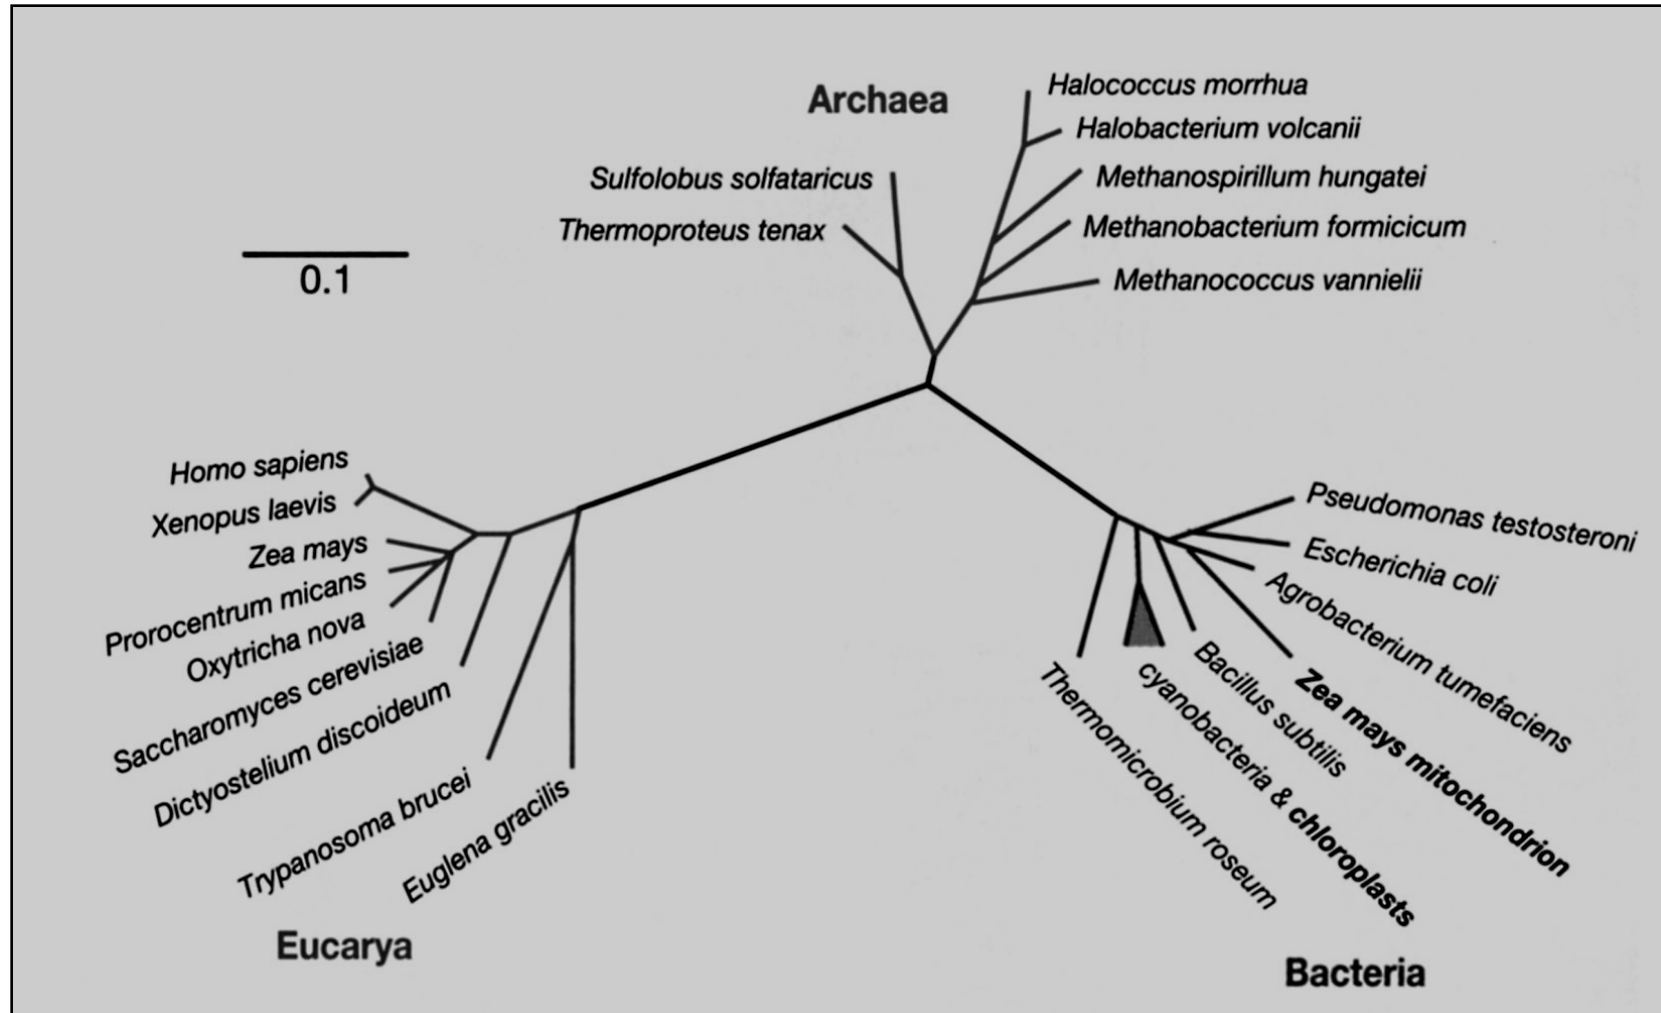 Archaea
Halococcus morrhua
Halobacterium volcanii
Sulfolobus solfataricus
Methanospirillum hungatei
Thermoproteus tenax
Methanobacterium formicicum
Methanococcus vannielii
0.1
Homo sapiens
Xenopus laevis
Zea mays
Prorocentrum micans
Oxytricha nova
Saccharomyces cerevisiae
Dictyostelium discoideum
Trypanosoma brucei
Euglena gracilis
Eucarya
Pseudomonas testosteroni
Escherichia coli
Agrobacterium tumefaciens
Zea mays mitochondrion
Bacillus subtilis
cyanobacteria & chloroplasts
Thermomicrobium roseum
Bacteria